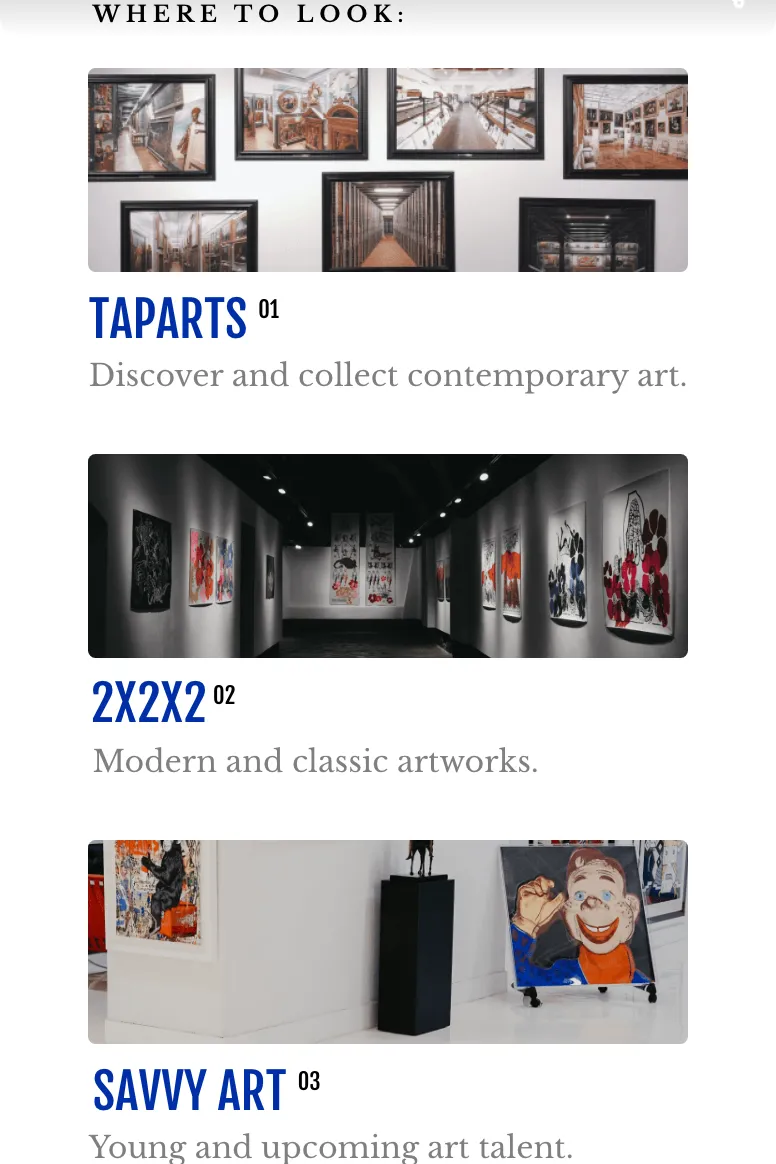 WHERE TO LOOK:
TAPARTS 01
Discover and collect contemporary art.
2X2X2 02
Modern and classic artworks.
SAVVY ART 03
Young and upcoming art talent.